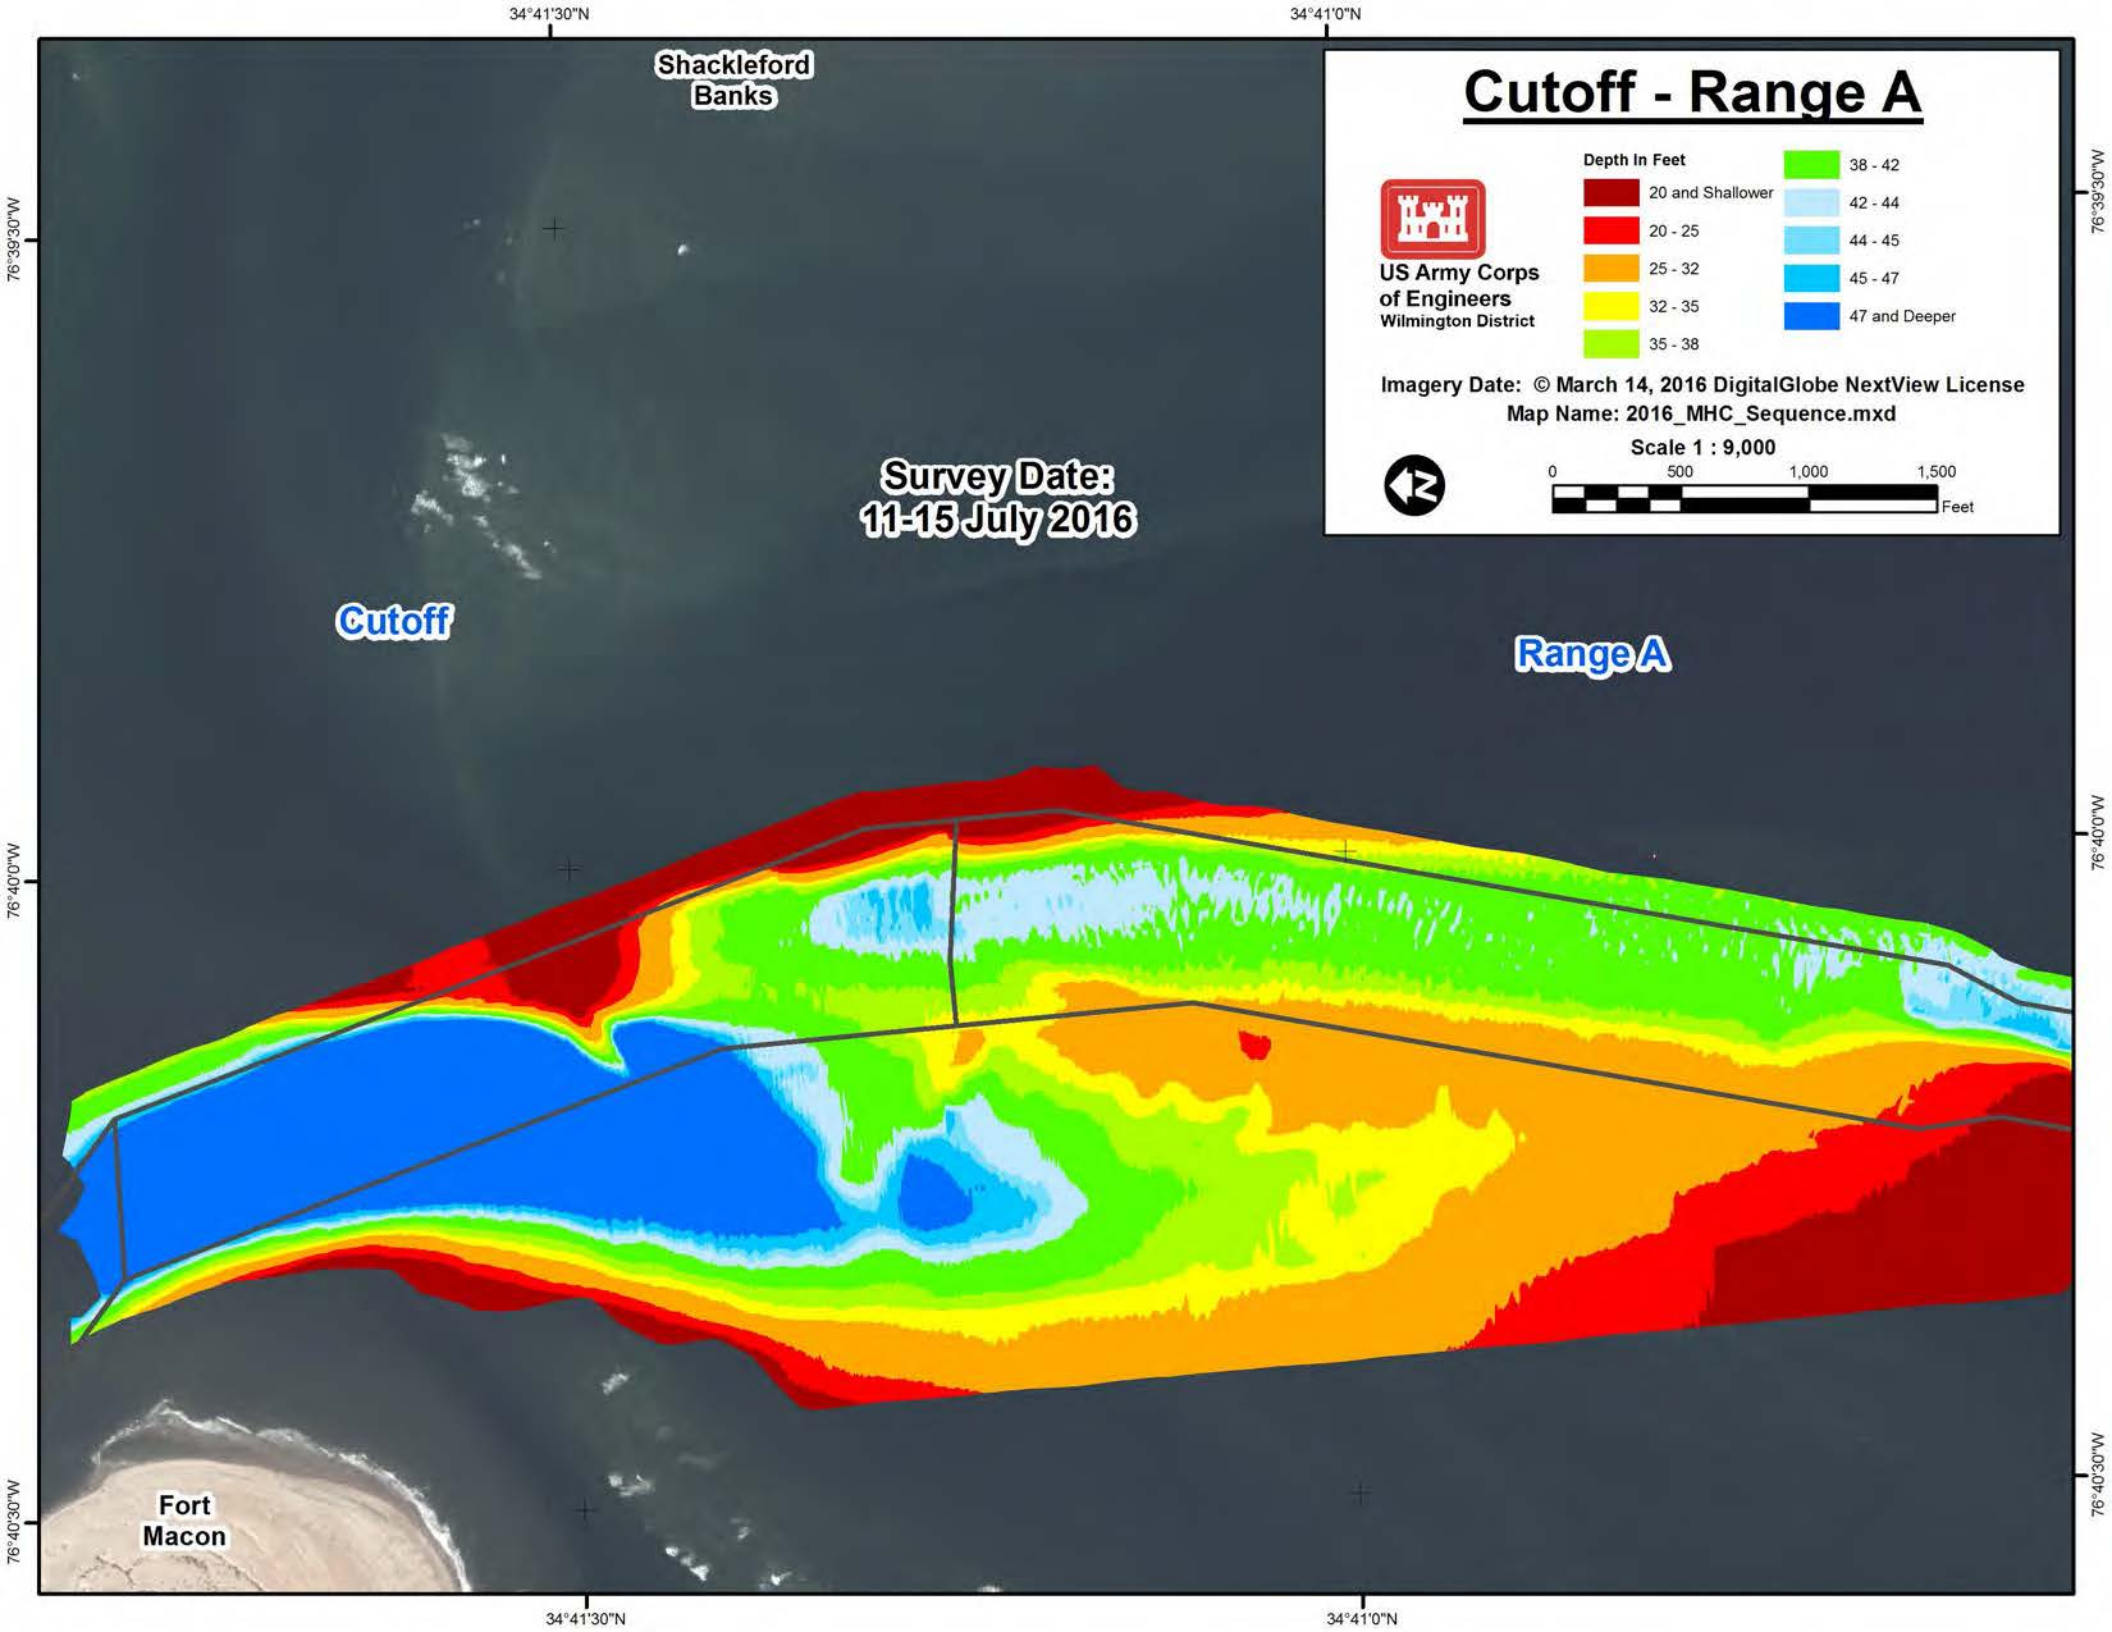 34°41'30"N
34°41'0"N
Shackleford
Banks
Cutoff - Range A
Depth In Feet
20 and Shallower
20 - 25
25 - 32
32 - 35
35 - 38
38 - 42
42 - 44
44 - 45
45 - 47
47 and Deeper
US Army Corps
of Engineers
Wilmington District
Imagery Date: © March 14, 2016 DigitalGlobe NextView License
Map Name: 2016_MHC_Sequence.mxd
Scale 1 : 9,000
0 500 1,000 1,500
Feet
N
76°39'30"W
76°39'30"W
Survey Date:
11-15 July 2016
Cutoff
Range A
76°40'0"W
76°40'0"W
76°40'30"W
76°40'30"W
Fort
Macon
34°41'30"N
34°41'0"N